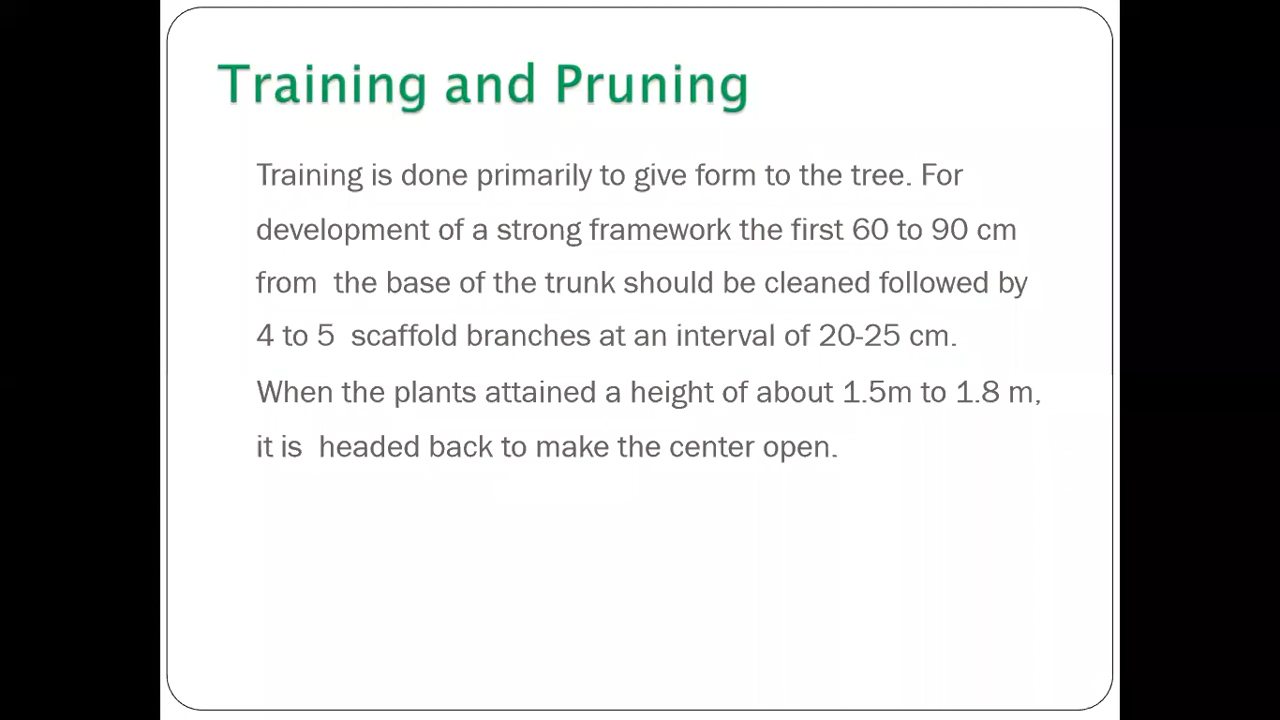 Training and Pruning
Training is done primarily to give form to the tree. For
development of a strong framework the first 60 to 90 cm
from the base of the trunk should be cleaned followed by
4 to 5 scaffold branches at an interval of 20-25 cm.
When the plants attained a height of about 1.5m to 1.8 m,
it is headed back to make the center open.